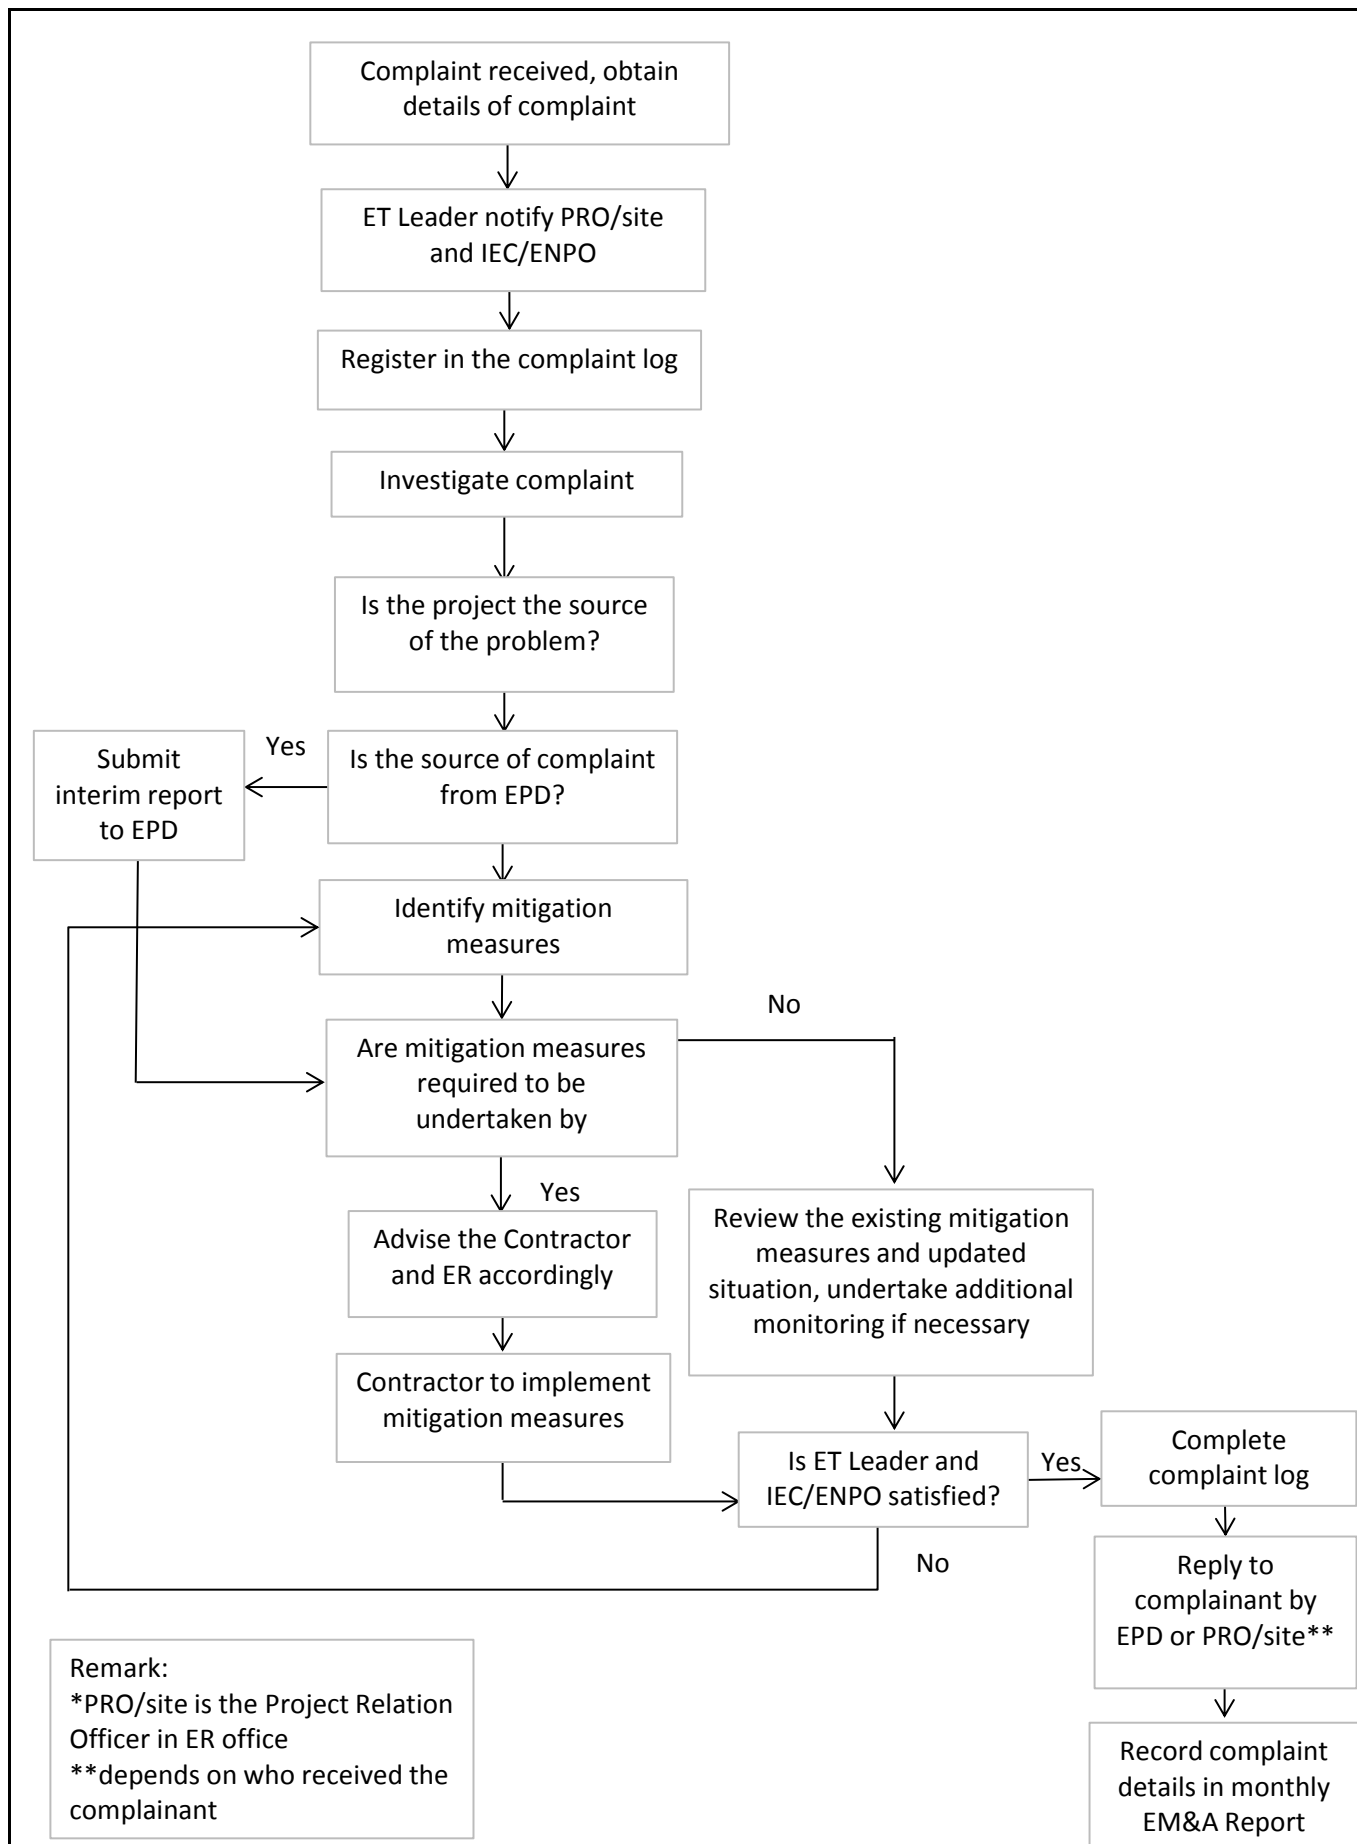 Complaint received, obtain
details of complaint
ET Leader notify PRO/site
and IEC/ENPO
Register in the complaint log
Investigate complaint
Is the project the source
of the problem?
Submit
interim report
to EPD
Yes
Is the source of complaint
from EPD?
Identify mitigation
measures
No
Are mitigation measures
required to be
undertaken by
Yes
Advise the Contractor
and ER accordingly
Review the existing mitigation
measures and updated
situation, undertake additional
monitoring if necessary
Contractor to implement
mitigation measures
Is ET Leader and
IEC/ENPO satisfied?
Yes
Complete
complaint log
No
Reply to
complainant by
EPD or PRO/site**
Remark:
*PRO/site is the Project Relation
Officer in ER office
**depends on who received the
complainant
Record complaint
details in monthly
EM&A Report